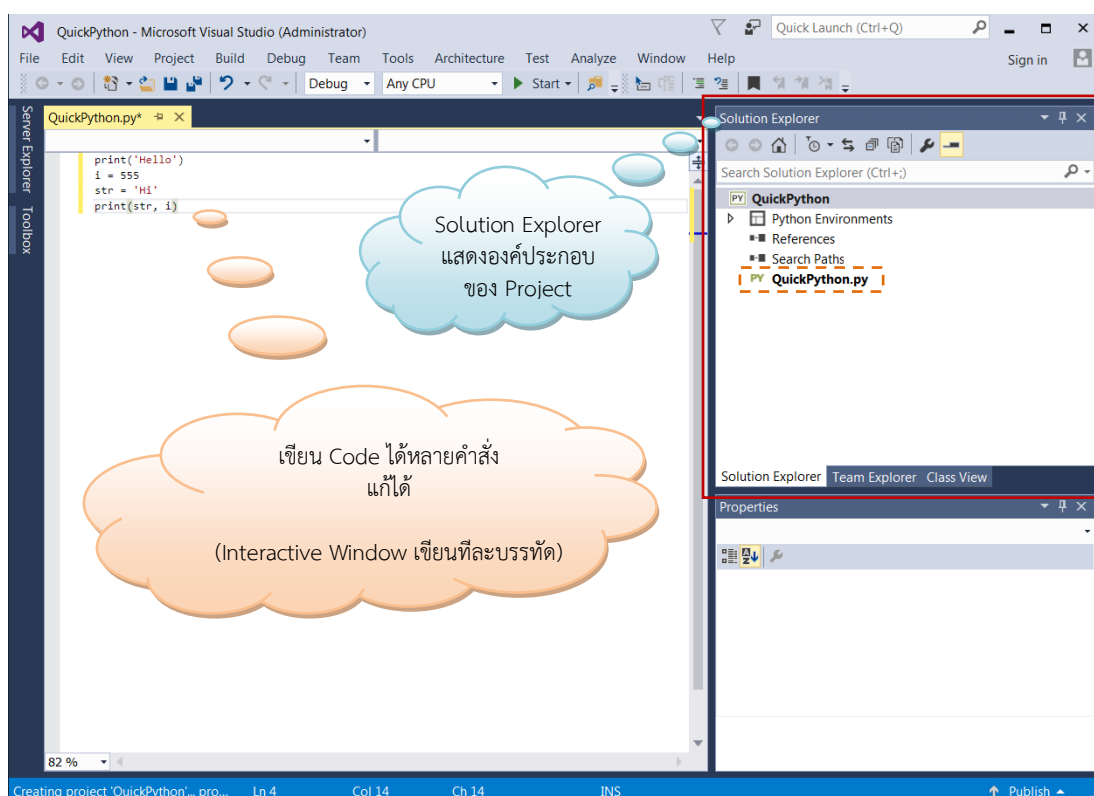 QuickPython - Microsoft Visual Studio (Administrator)
Quick Launch (Ctrl+Q)
File Edit View Project Build Debug Team Tools Architecture Test Analyze Window Help
Sign in
Debug
Any CPU
Start
Server Explorer
Toolbox
QuickPython.py*
print('Hello')
i = 555
str = 'Hi'
print(str, i)
Solution Explorer
แสดงองค์ประกอบ
ของ Project
เขียน Code ได้หลายคำสั่ง
แก้ได้
(Interactive Window เขียนทีละบรรทัด)
82 %
Solution Explorer
Search Solution Explorer (Ctrl+;)
PY QuickPython
Python Environments
References
Search Paths
PY QuickPython.py
Solution Explorer Team Explorer Class View
Properties
Creating project 'QuickPython'... pro... Ln 4 Col 14 Ch 14 INS
Publish